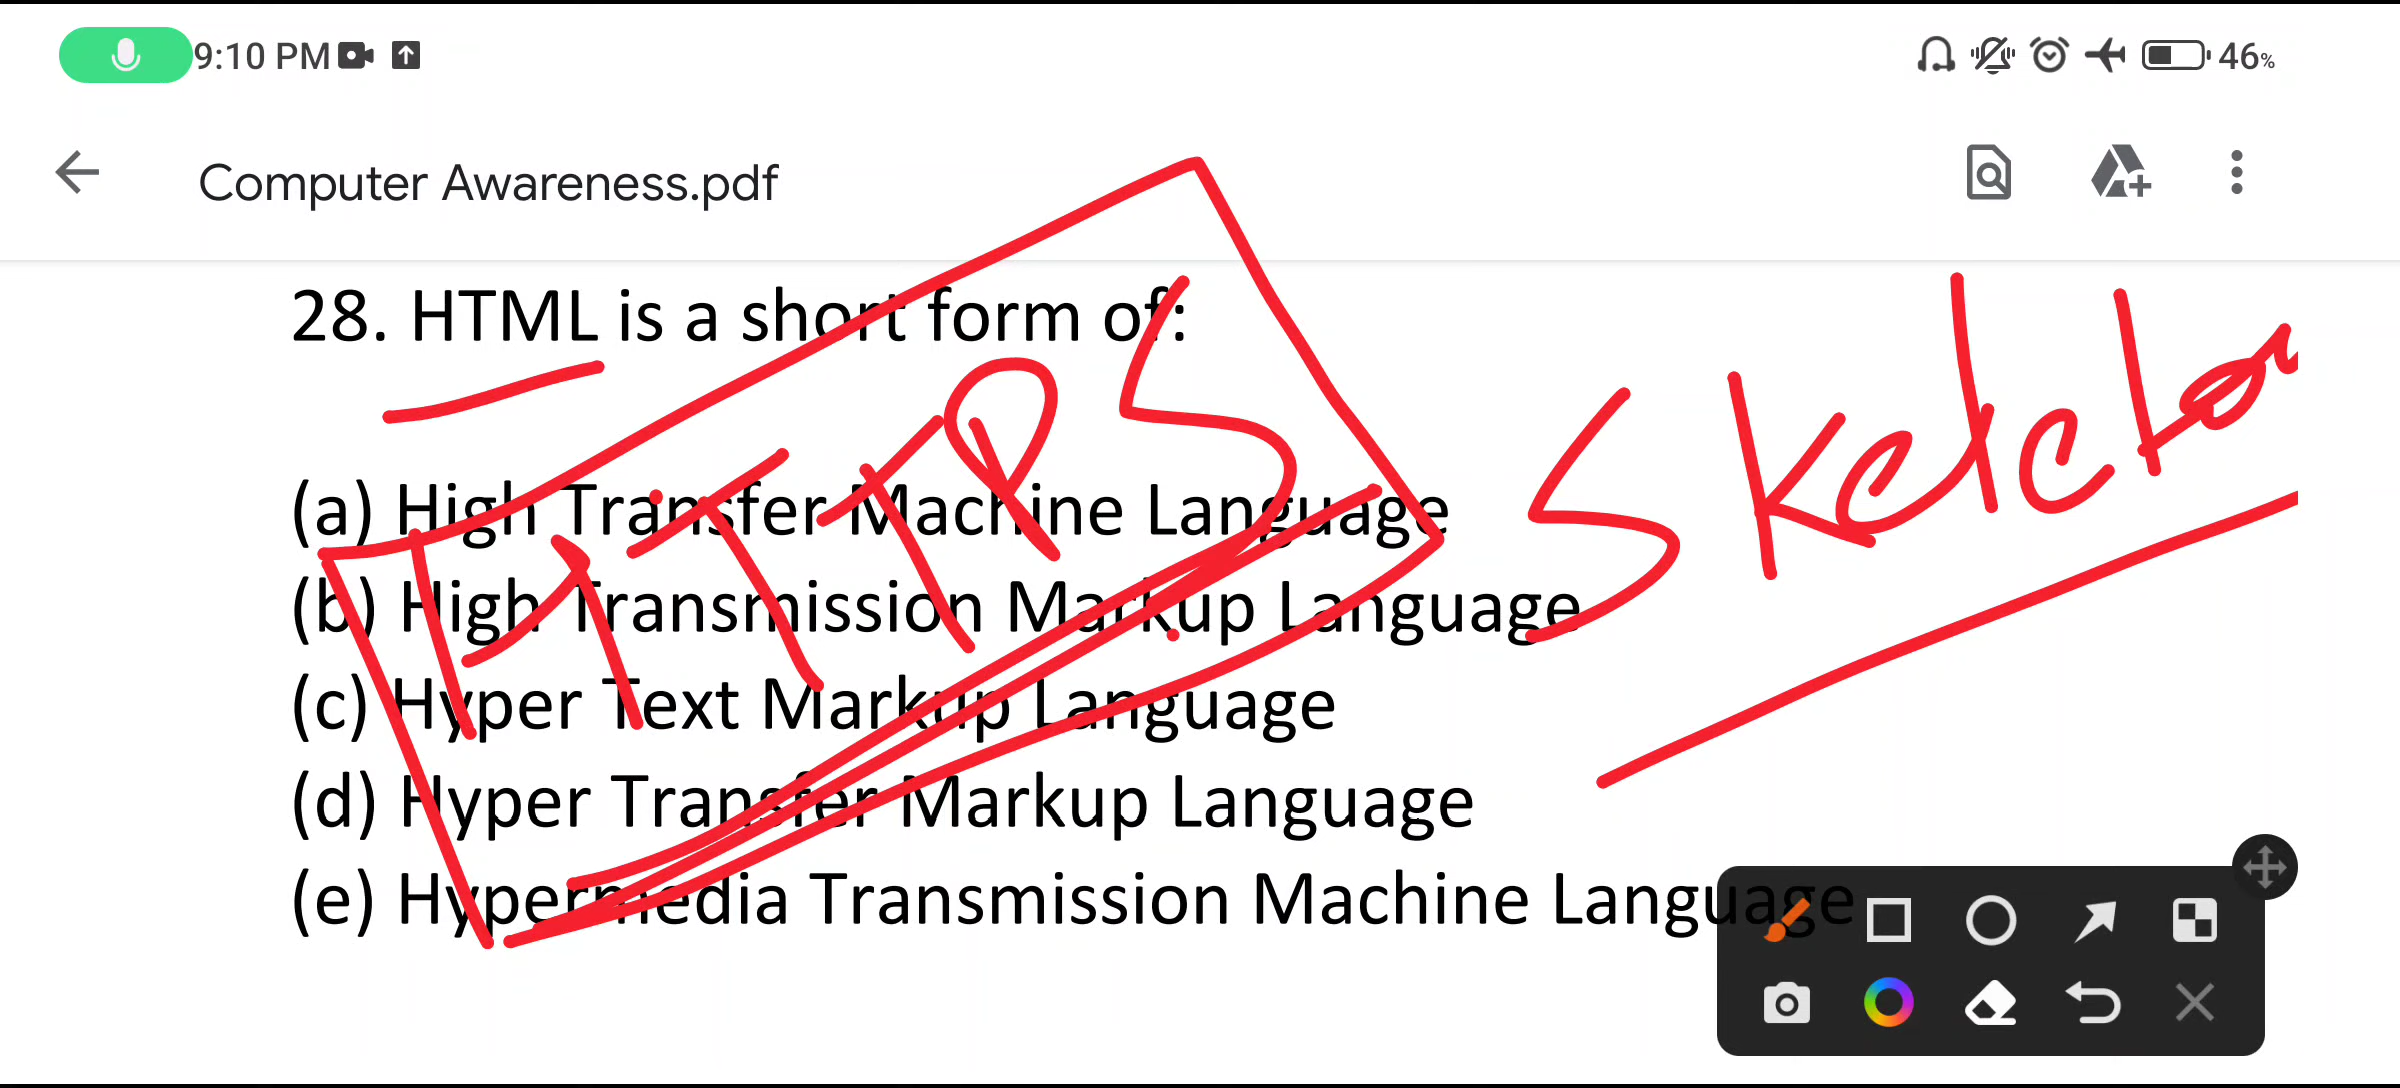 9:10 PM 46%
Computer Awareness.pdf
28. HTML is a short form of:
HTTPS
(a) High Transfer Machine Language
(b) High Transmission Markup Language
(c) Hyper Text Markup Language
(d) Hyper Transfer Markup Language
(e) Hypermedia Transmission Machine Language